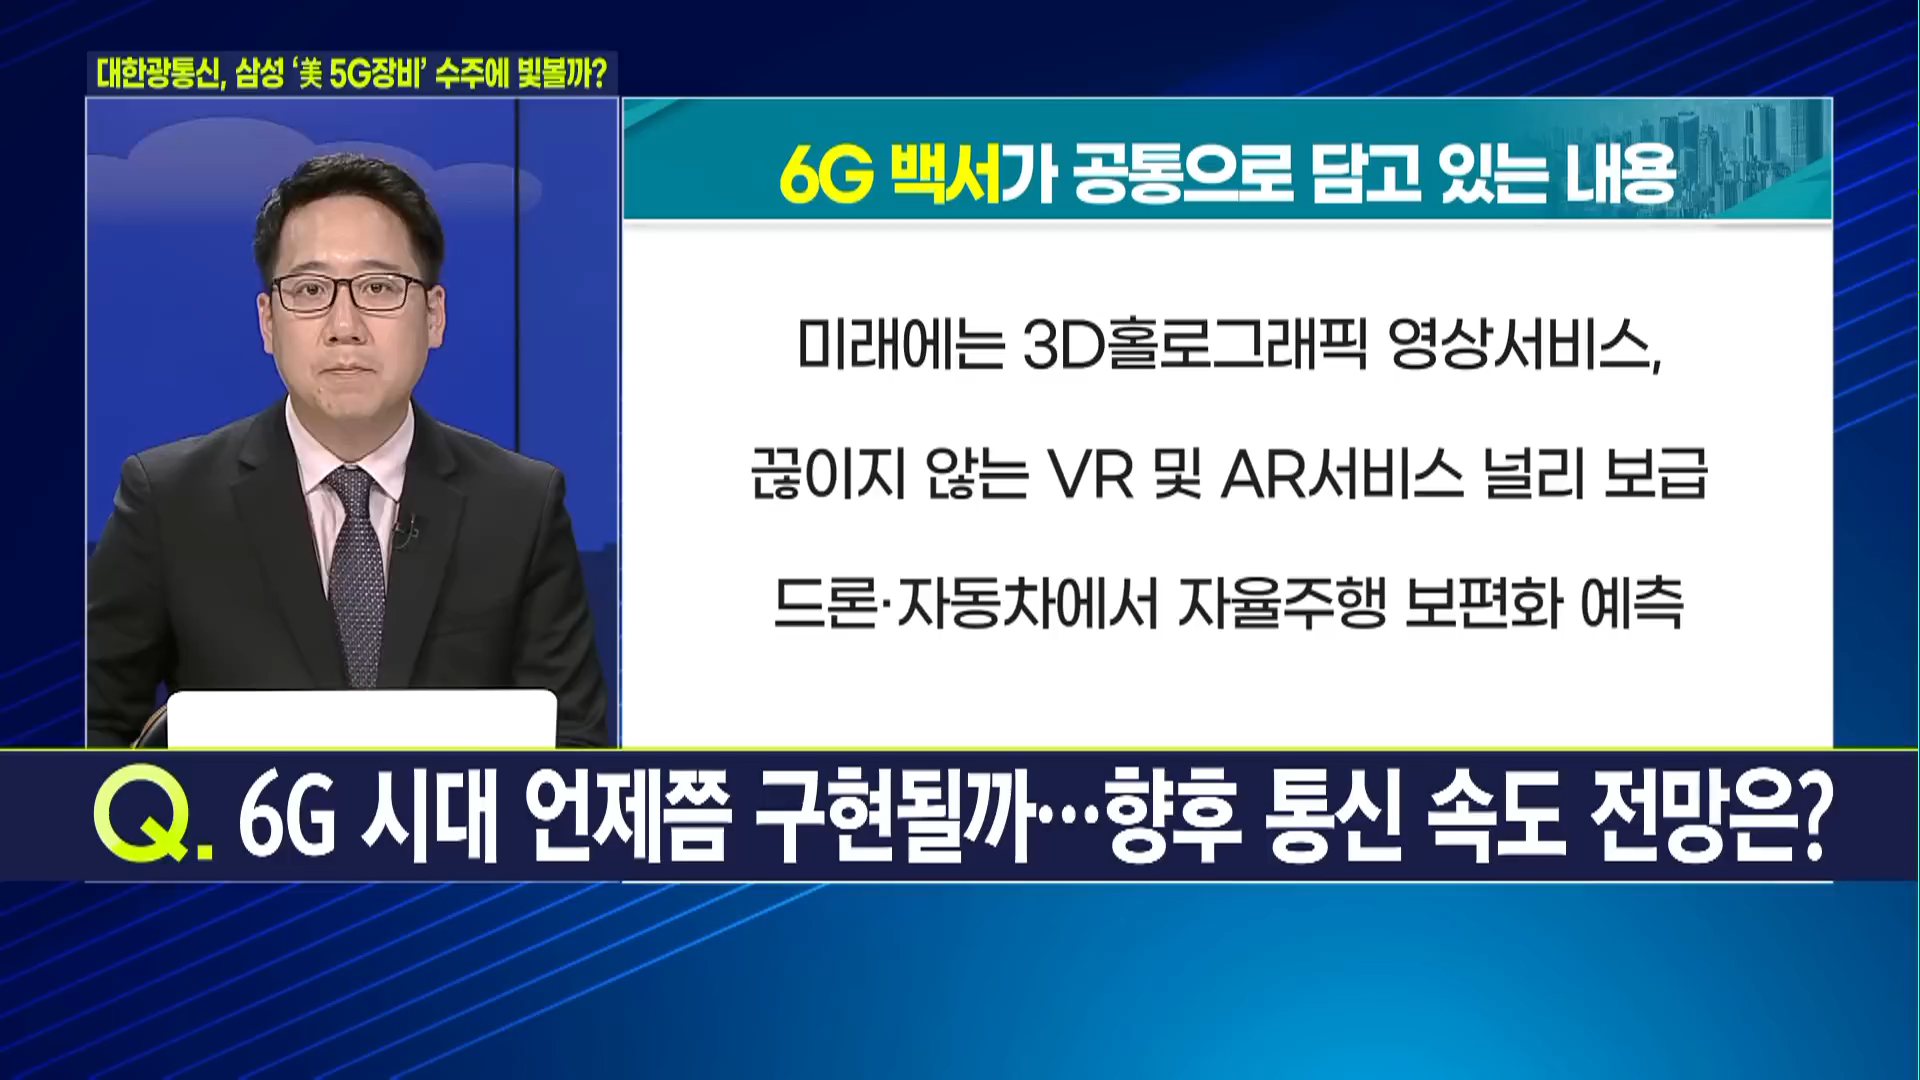 대한광통신, 삼성 ‘美 5G장비’ 수주에 빛볼까?
6G 백서가 공통으로 담고 있는 내용
미래에는 3D홀로그래픽 영상서비스,
끊이지 않는 VR 및 AR서비스 널리 보급
드론·자동차에서 자율주행 보편화 예측
Q. 6G 시대 언제쯤 구현될까…향후 통신 속도 전망은?